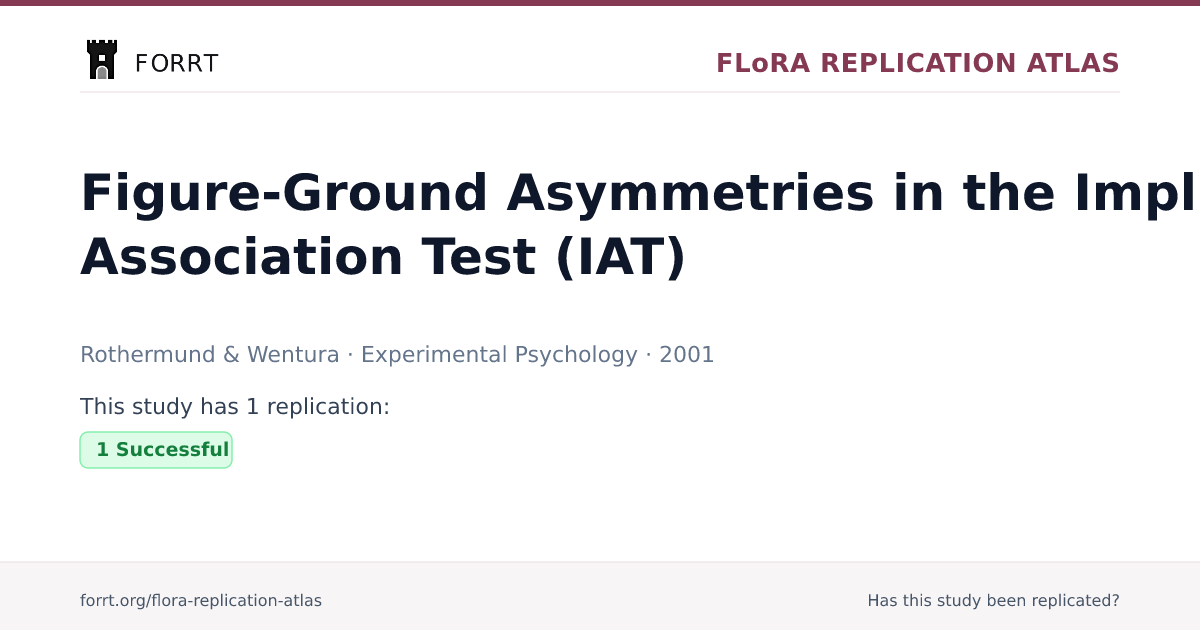 FORRT
FLoRA REPLICATION ATLAS
Figure-Ground Asymmetries in the Impl
Association Test (IAT)
Rothermund & Wentura · Experimental Psychology · 2001
This study has 1 replication:
1 Successful
forrt.org/flora-replication-atlas
Has this study been replicated?